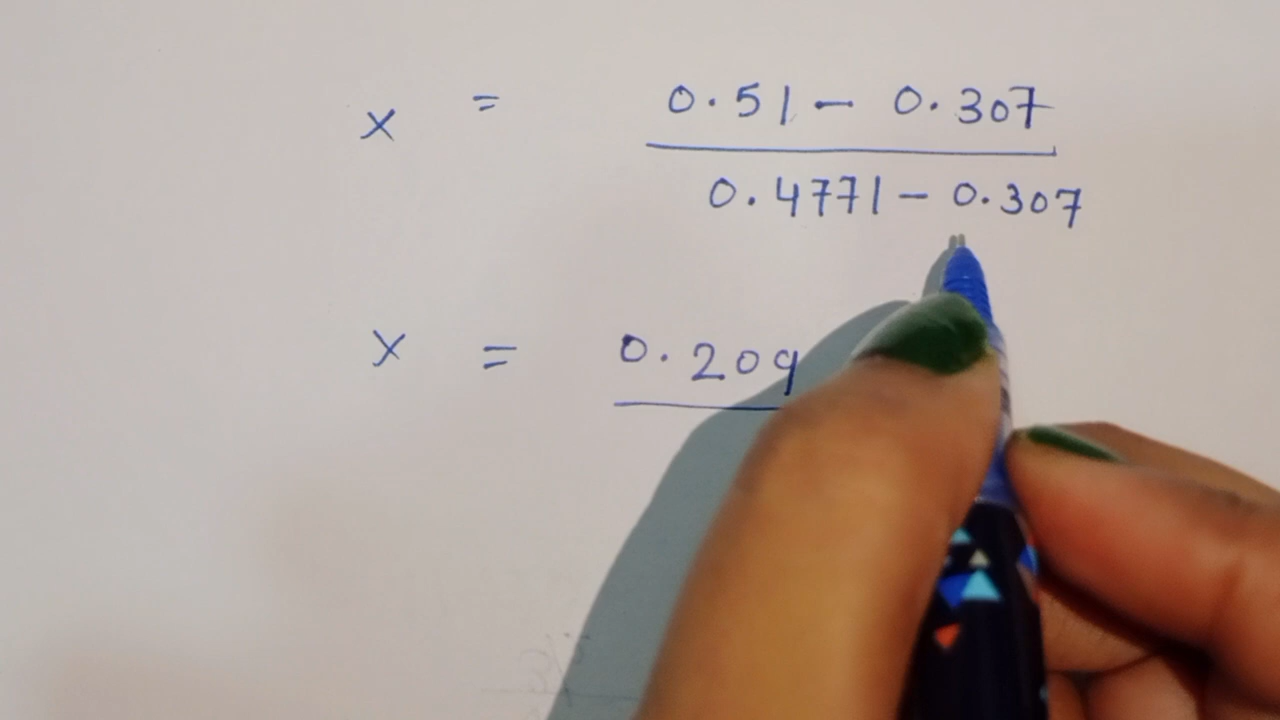 x = 0.51 - 0.307
0.4771 - 0.307
x = 0.209